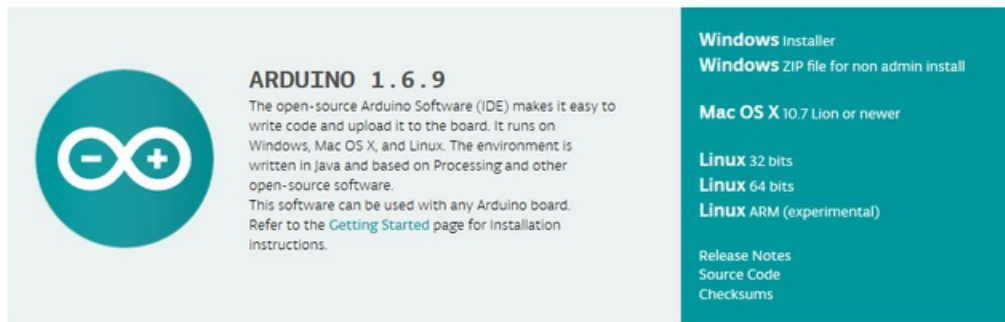 ARDUINO 1.6.9
The open-source Arduino Software (IDE) makes it easy to
write code and upload it to the board. It runs on
Windows, Mac OS X, and Linux. The environment is
written in Java and based on Processing and other
open-source software.
This software can be used with any Arduino board.
Refer to the Getting Started page for Installation
instructions.
Windows Installer
Windows ZIP file for non admin install
Mac OS X 10.7 Lion or newer
Linux 32 bits
Linux 64 bits
Linux ARM (experimental)
Release Notes
Source Code
Checksums